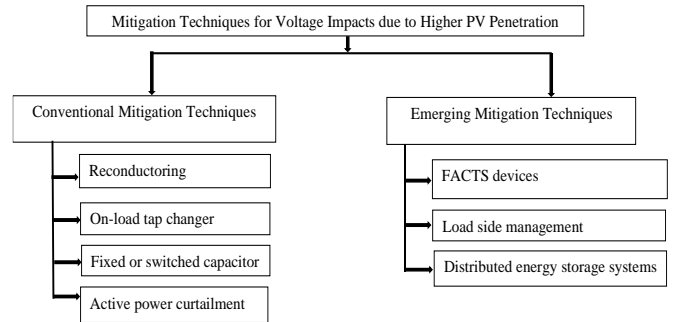 Mitigation Techniques for Voltage Impacts due to Higher PV Penetration
Conventional Mitigation Techniques
Reconductoring
On-load tap changer
Fixed or switched capacitor
Active power curtailment
Emerging Mitigation Techniques
FACTS devices
Load side management
Distributed energy storage systems